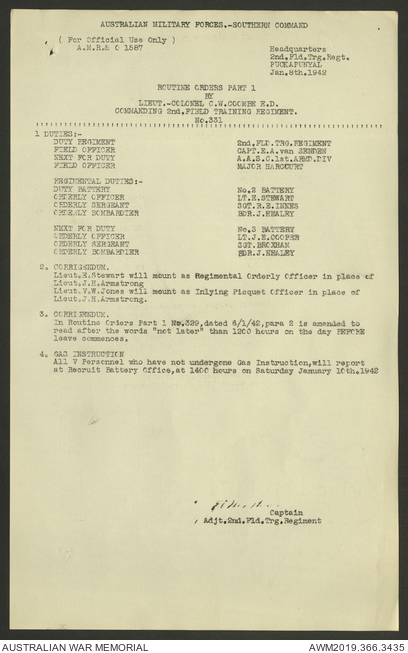 AUSTRALIAN MILITARY FORCES.-SOUTHERN COMMAND
( For Official Use Only )
A.M.R.& O 1587
Headquarters
2nd.Fld.Trg.Regt.
PUCKAPUNYAL
Jan.8th.1942
ROUTINE ORDERS PART 1
BY
LIEUT.-COLONEL C.W.COOMBE E.D.
COMMANDING 2nd.FIELD TRAINING REGIMENT.
No.331
1 DUTIES:-
DUTY REGIMENT 2nd.FLD.TRG.REGIMENT
FIELD OFFICER CAPT.E.A.van SENDEN
NEXT FOR DUTY A.A.S.C.1st.ARMD.DIV
FIELD OFFICER MAJOR HARCOURT
REGIMENTAL DUTIES:-
DUTY BATTERY No.2 BATTERY
ORDERLY OFFICER LT.E.STEWART
ORDERLY SERGEANT SGT.R.E.INNES
ORDERLY BOMBARDIER BDR.J.HEALEY
NEXT FOR DUTY No.3 BATTERY
ORDERLY OFFICER LT.J.E.COOPER
ORDERLY SERGEANT SGT.BROXHAM
ORDERLY BOMBARDIER BDR.J.HEALEY
2. CORRIGENDUM.
Lieut.E.Stewart will mount as Regimental Orderly Officer in place of
Lieut.J.H.Armstrong
Lieut.V.W.Jones will mount as Inlying Picquet Officer in place of
Lieut.J.H.Armstrong.
3. CORRIGENDUM.
In Routine Orders Part 1 No.329,dated 6/1/42,para 2 is amended to
read after the words "not later" than 1200 hours on the day BEFORE
leave commences.
4. GAS INSTRUCTION
All V Personnel who have not undergone Gas Instruction,will report
at Recruit Battery Office,at 1400 hours on Saturday January 10th.1942
Captain
Adjt.2nd.Fld.Trg.Regiment
AUSTRALIAN WAR MEMORIAL
AWM2019.366.3435